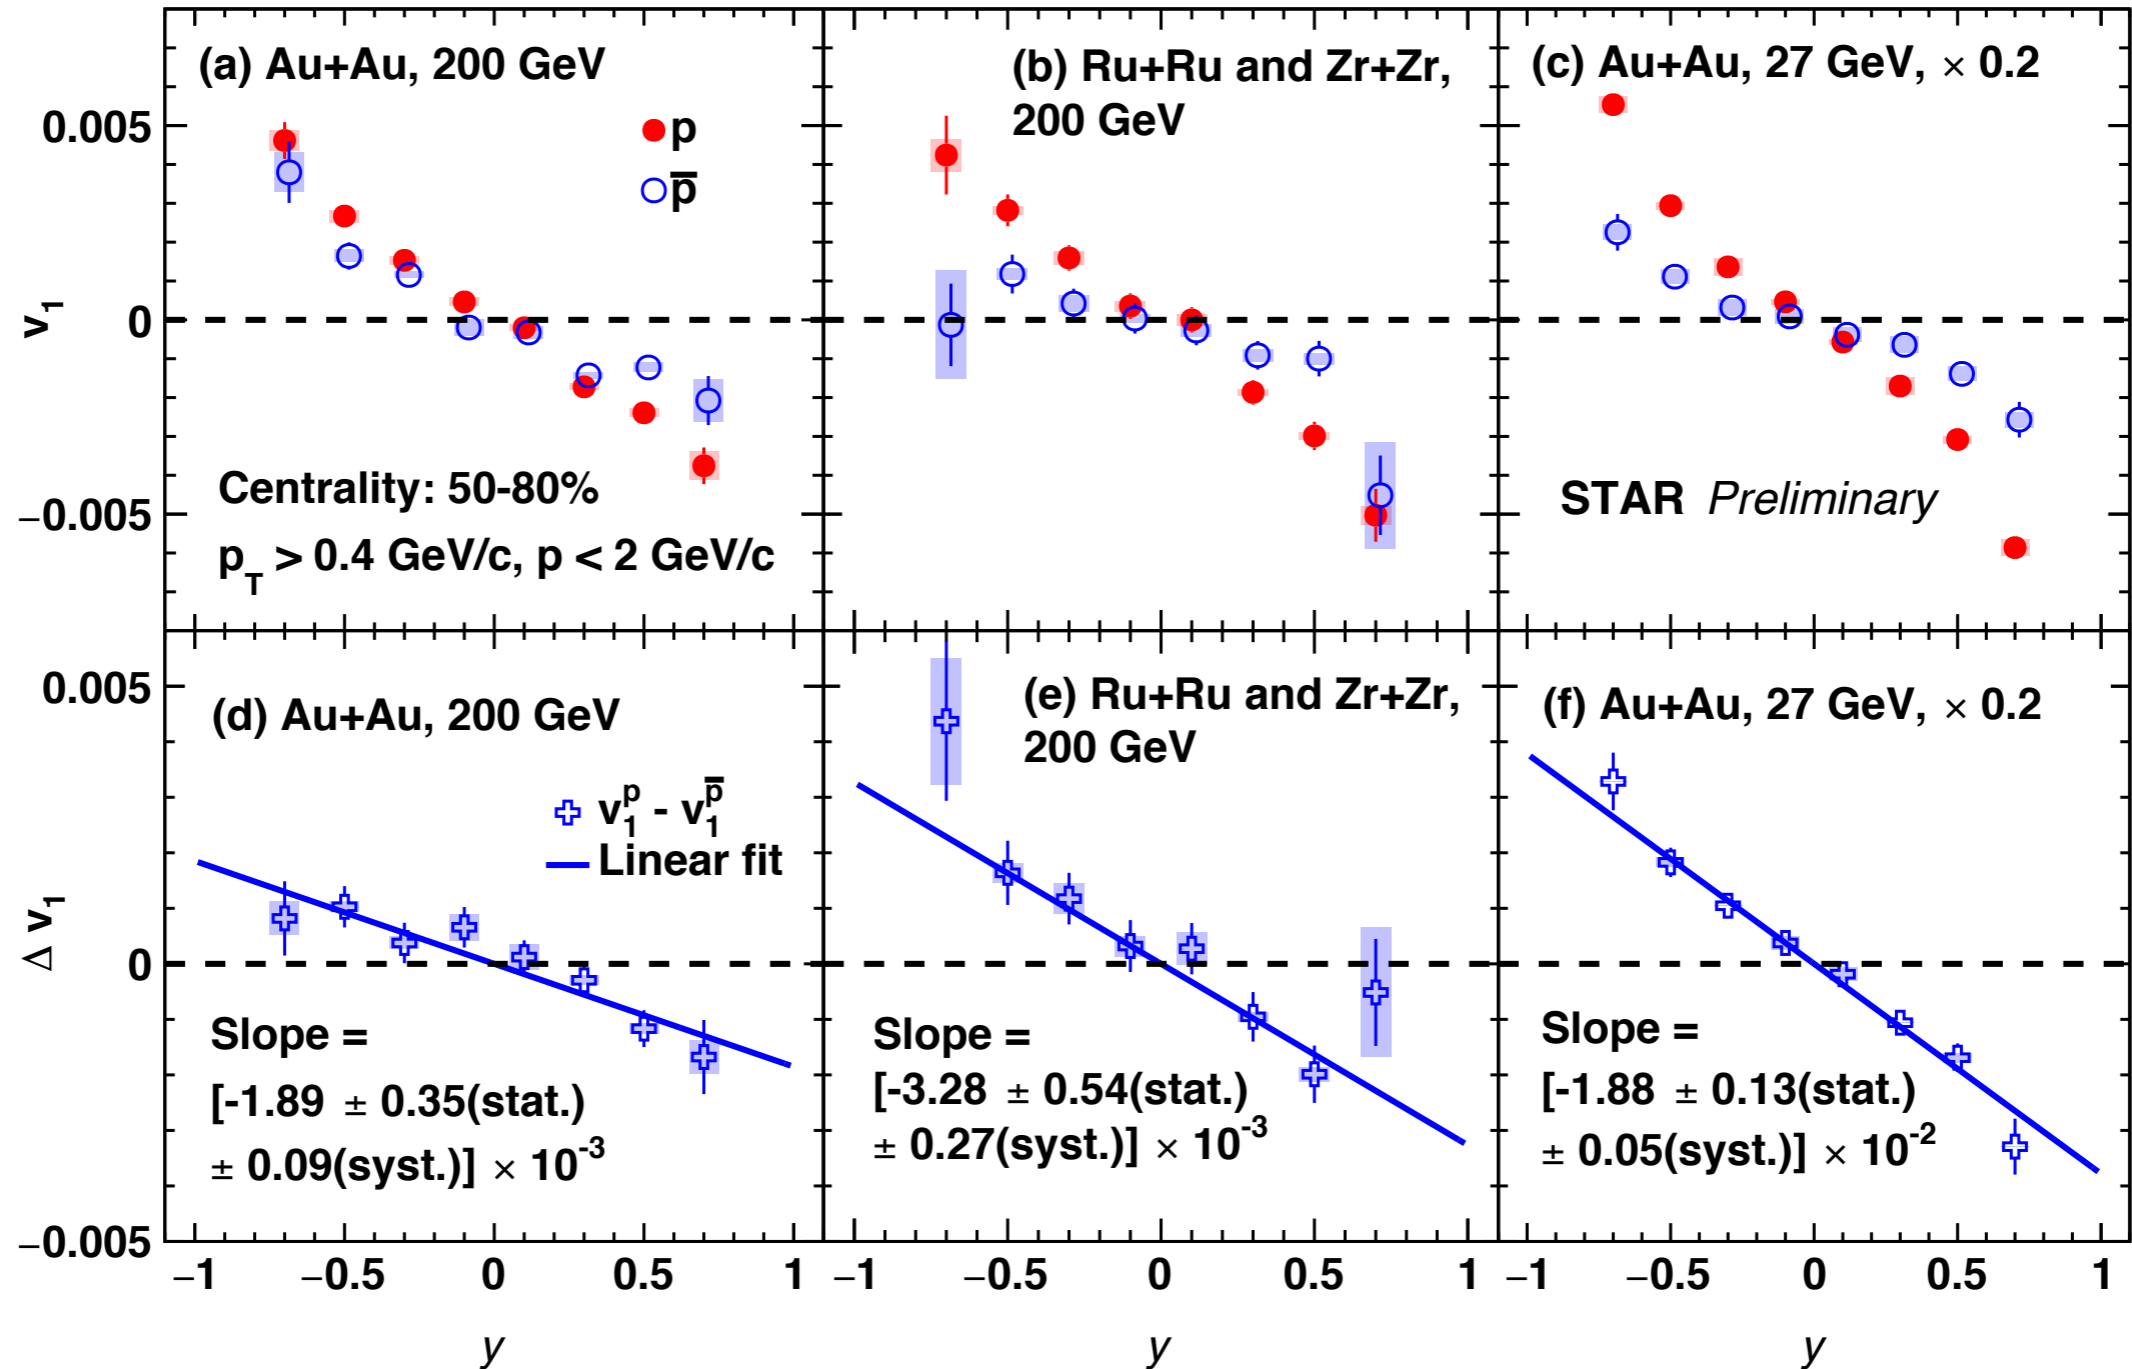 (a) Au+Au, 200 GeV
p
p̅
Centrality: 50-80%
p_T > 0.4 GeV/c, p < 2 GeV/c
(b) Ru+Ru and Zr+Zr,
200 GeV
(c) Au+Au, 27 GeV, × 0.2
STAR Preliminary
v₁
0.005
0
−0.005
(d) Au+Au, 200 GeV
v₁^p - v₁^p̅
Linear fit
Slope =
[-1.89 ± 0.35(stat.)
± 0.09(syst.)] × 10⁻³
(e) Ru+Ru and Zr+Zr,
200 GeV
Slope =
[-3.28 ± 0.54(stat.)
± 0.27(syst.)] × 10⁻³
(f) Au+Au, 27 GeV, × 0.2
Slope =
[-1.88 ± 0.13(stat.)
± 0.05(syst.)] × 10⁻²
Δ v₁
0.005
0
−0.005
−1 −0.5 0 0.5 1
−1 −0.5 0 0.5 1
−1 −0.5 0 0.5 1
y
y
y